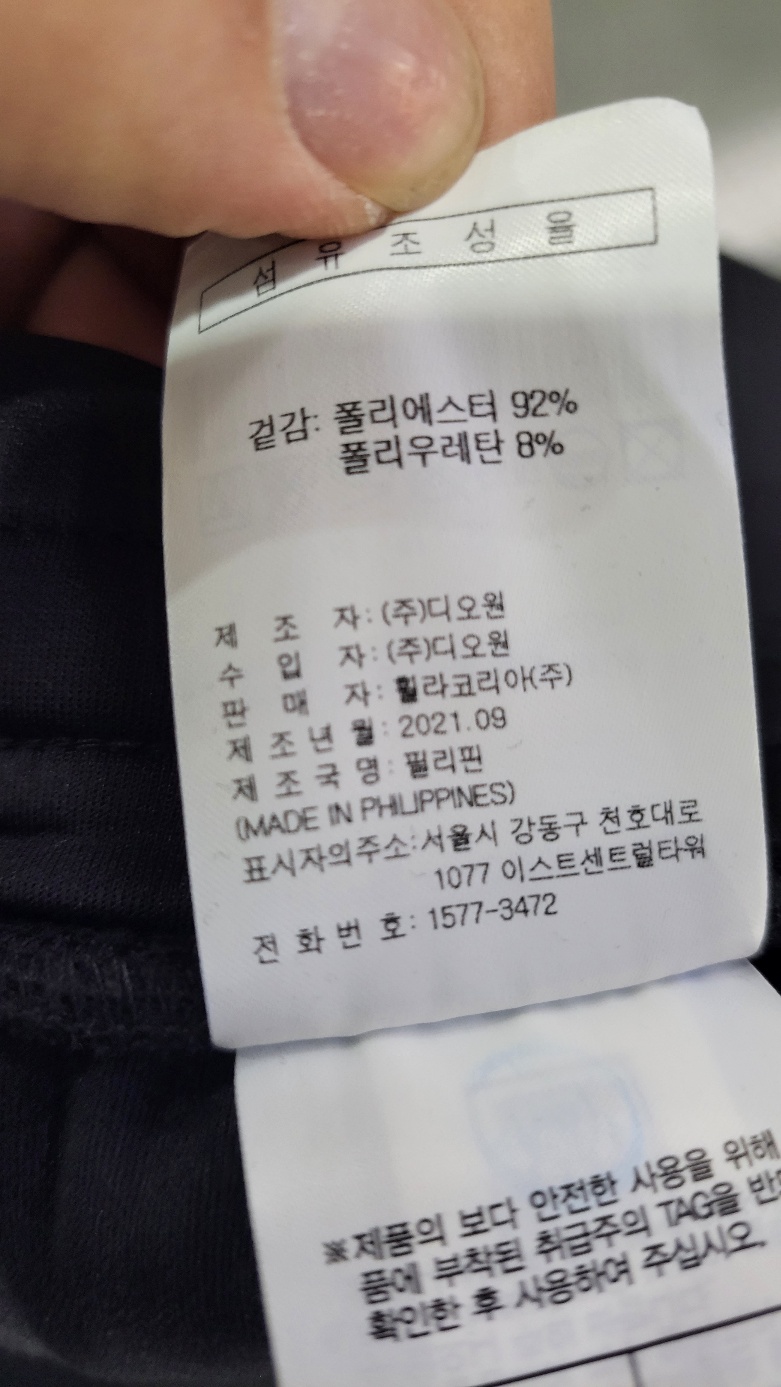 섬 유 조 성 율
겉감: 폴리에스터 92%
폴리우레탄 8%
제 조 자: (주)디오원
수 입 자: (주)디오원
판 매 자: 휠라코리아(주)
제 조 년 월: 2021.09
제 조 국 명: 필리핀
(MADE IN PHILIPPINES)
표시자의주소:서울시 강동구 천호대로
1077 이스트센트럴타워
전 화 번 호: 1577-3472
※제품의 보다 안전한 사용을 위해
품에 부착된 취급주의 TAG을
확인한 후 사용하여 주십시오.